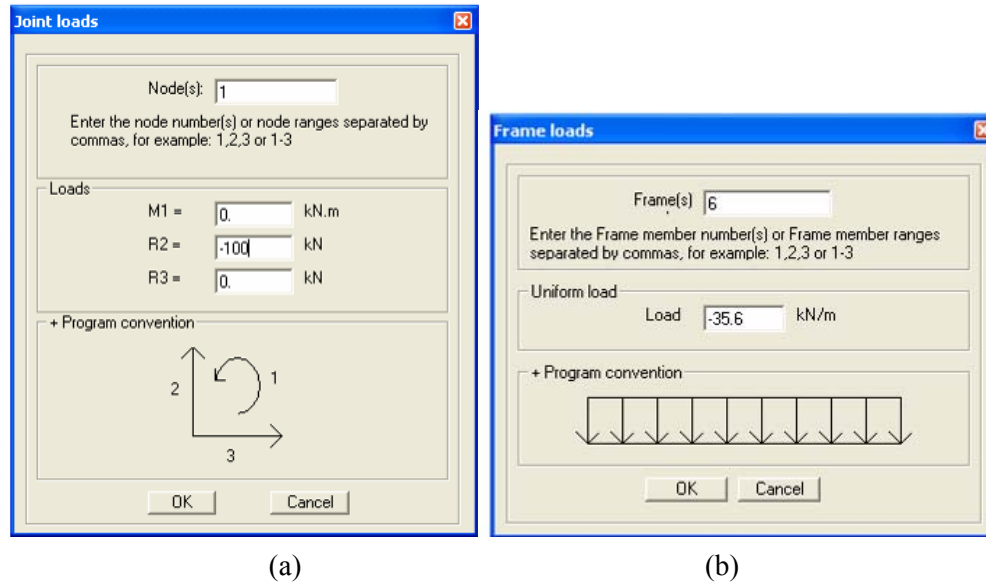 Joint loads
Node(s): 1
Enter the node number(s) or node ranges separated by
commas, for example: 1,2,3 or 1-3
Loads
M1 = 0. kN.m
R2 = -100 kN
R3 = 0. kN
+ Program convention
2
1
3
OK Cancel
(a)
Frame loads
Frame(s) 6
Enter the Frame member number(s) or Frame member ranges
separated by commas, for example: 1,2,3 or 1-3
Uniform load
Load -35.6 kN/m
+ Program convention
OK Cancel
(b)